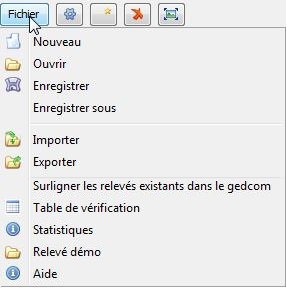 Fichier
Nouveau
Ouvrir
Enregistrer
Enregistrer sous
Importer
Exporter
Surligner les relevés existants dans le gedcom
Table de vérification
Statistiques
Relevé démo
Aide